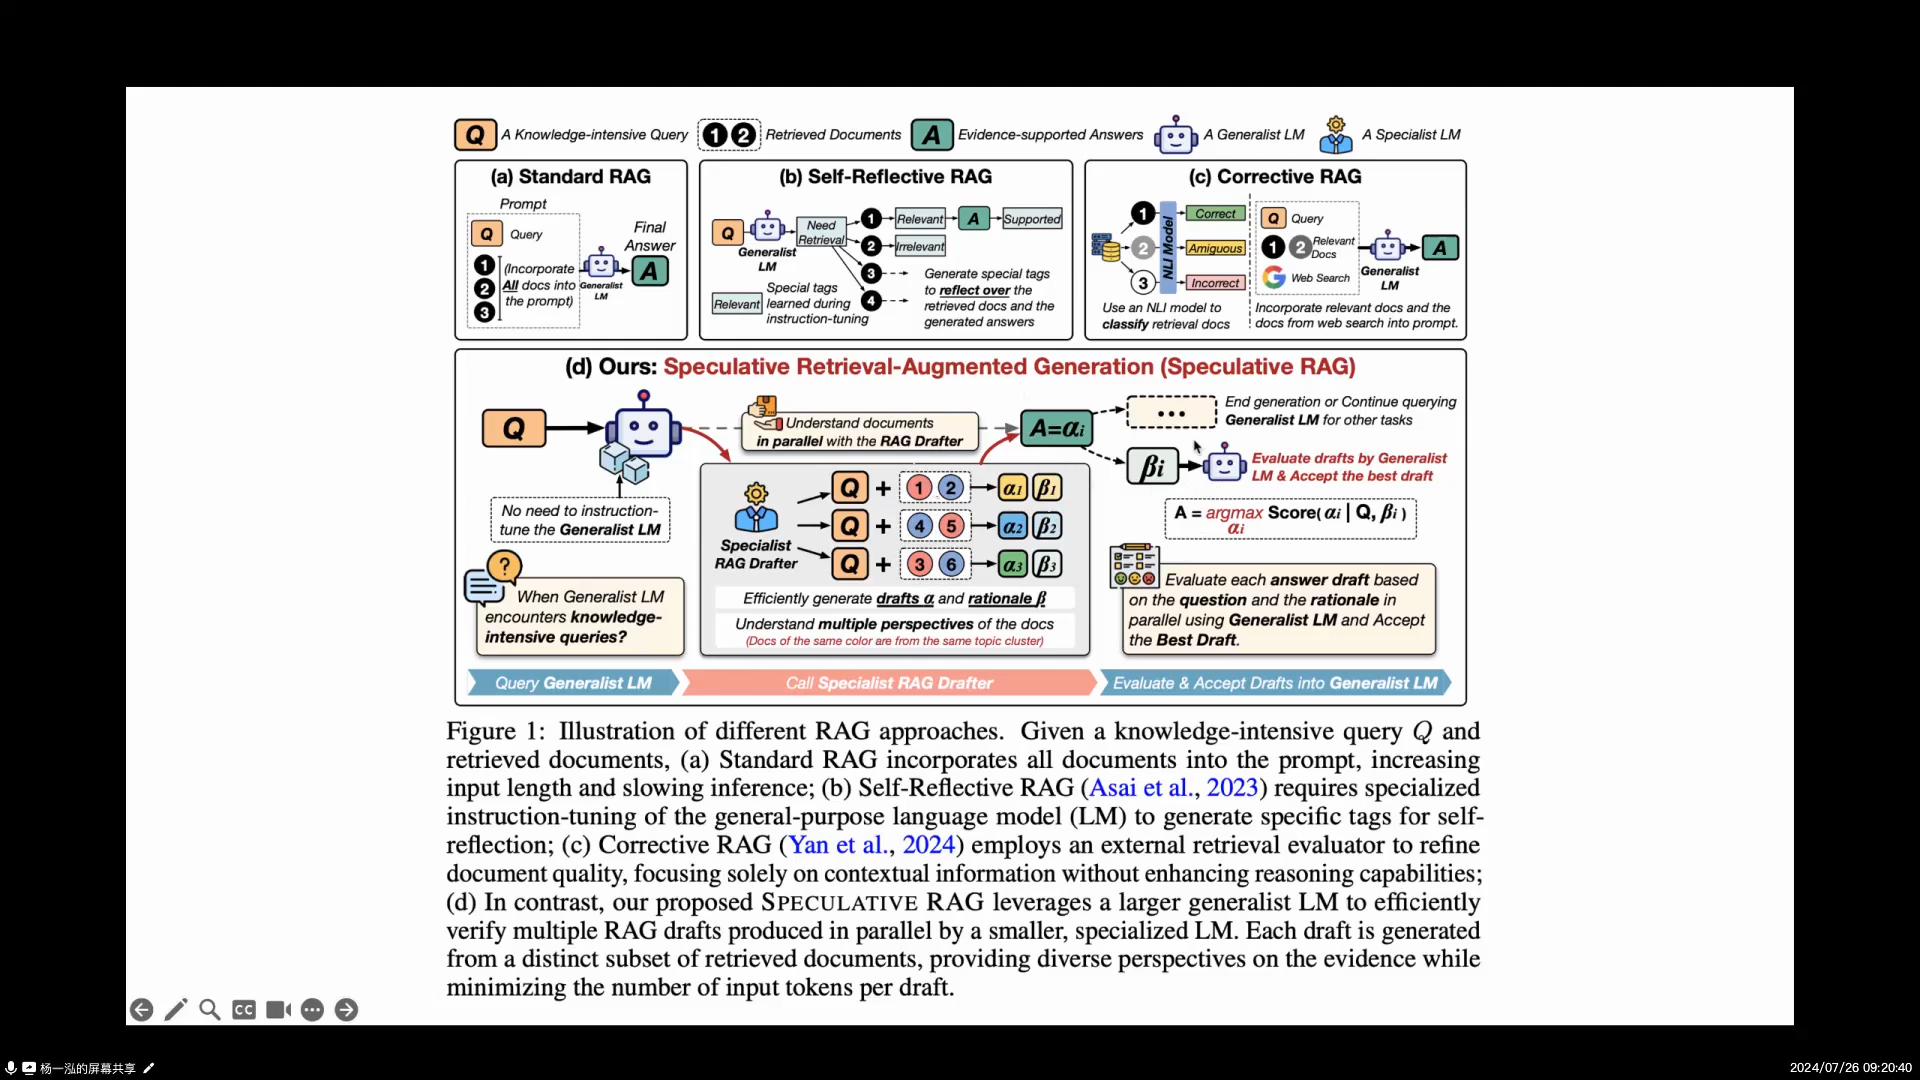 Q A Knowledge-intensive Query 1 2 Retrieved Documents A Evidence-supported Answers A Generalist LM A Specialist LM
(a) Standard RAG
Prompt
Q Query
1
2
3
(Incorporate
All docs into
the prompt)
Generalist
LM
Final
Answer
A
(b) Self-Reflective RAG
Q
Generalist
LM
Need
Retrieval
1 Relevant A Supported
2 Irrelevant
3
4
Relevant
Special tags
learned during
instruction-tuning
Generate special tags
to reflect over the
retrieved docs and the
generated answers
(c) Corrective RAG
1
2
3
NLI Model
Correct
Amiguous
Incorrect
Use an NLI model to
classify retrieval docs
Q Query
1 2 Relevant
Docs
Web Search
Generalist
LM
A
Incorporate relevant docs and the
docs from web search into prompt.
(d) Ours: Speculative Retrieval-Augmented Generation (Speculative RAG)
Q
No need to instruction-
tune the Generalist LM
?
When Generalist LM
encounters knowledge-
intensive queries?
Understand documents
in parallel with the RAG Drafter
Specialist
RAG Drafter
Q + 1 2 α1 β1
Q + 4 5 α2 β2
Q + 3 6 α3 β3
Efficiently generate drafts α and rationale β
Understand multiple perspectives of the docs
(Docs of the same color are from the same topic cluster)
A=αi
...
End generation or Continue querying
Generalist LM for other tasks
βi
Evaluate drafts by Generalist
LM & Accept the best draft
A = argmax Score(αi | Q, βi)
αi
Evaluate each answer draft based
on the question and the rationale in
parallel using Generalist LM and Accept
the Best Draft.
Query Generalist LM
Call Specialist RAG Drafter
Evaluate & Accept Drafts into Generalist LM
Figure 1: Illustration of different RAG approaches. Given a knowledge-intensive query Q and
retrieved documents, (a) Standard RAG incorporates all documents into the prompt, increasing
input length and slowing inference; (b) Self-Reflective RAG (Asai et al., 2023) requires specialized
instruction-tuning of the general-purpose language model (LM) to generate specific tags for self-
reflection; (c) Corrective RAG (Yan et al., 2024) employs an external retrieval evaluator to refine
document quality, focusing solely on contextual information without enhancing reasoning capabilities;
(d) In contrast, our proposed SPECULATIVE RAG leverages a larger generalist LM to efficiently
verify multiple RAG drafts produced in parallel by a smaller, specialized LM. Each draft is generated
from a distinct subset of retrieved documents, providing diverse perspectives on the evidence while
minimizing the number of input tokens per draft.
CC
杨一泓的屏幕共享
2024/07/26 09:20:40